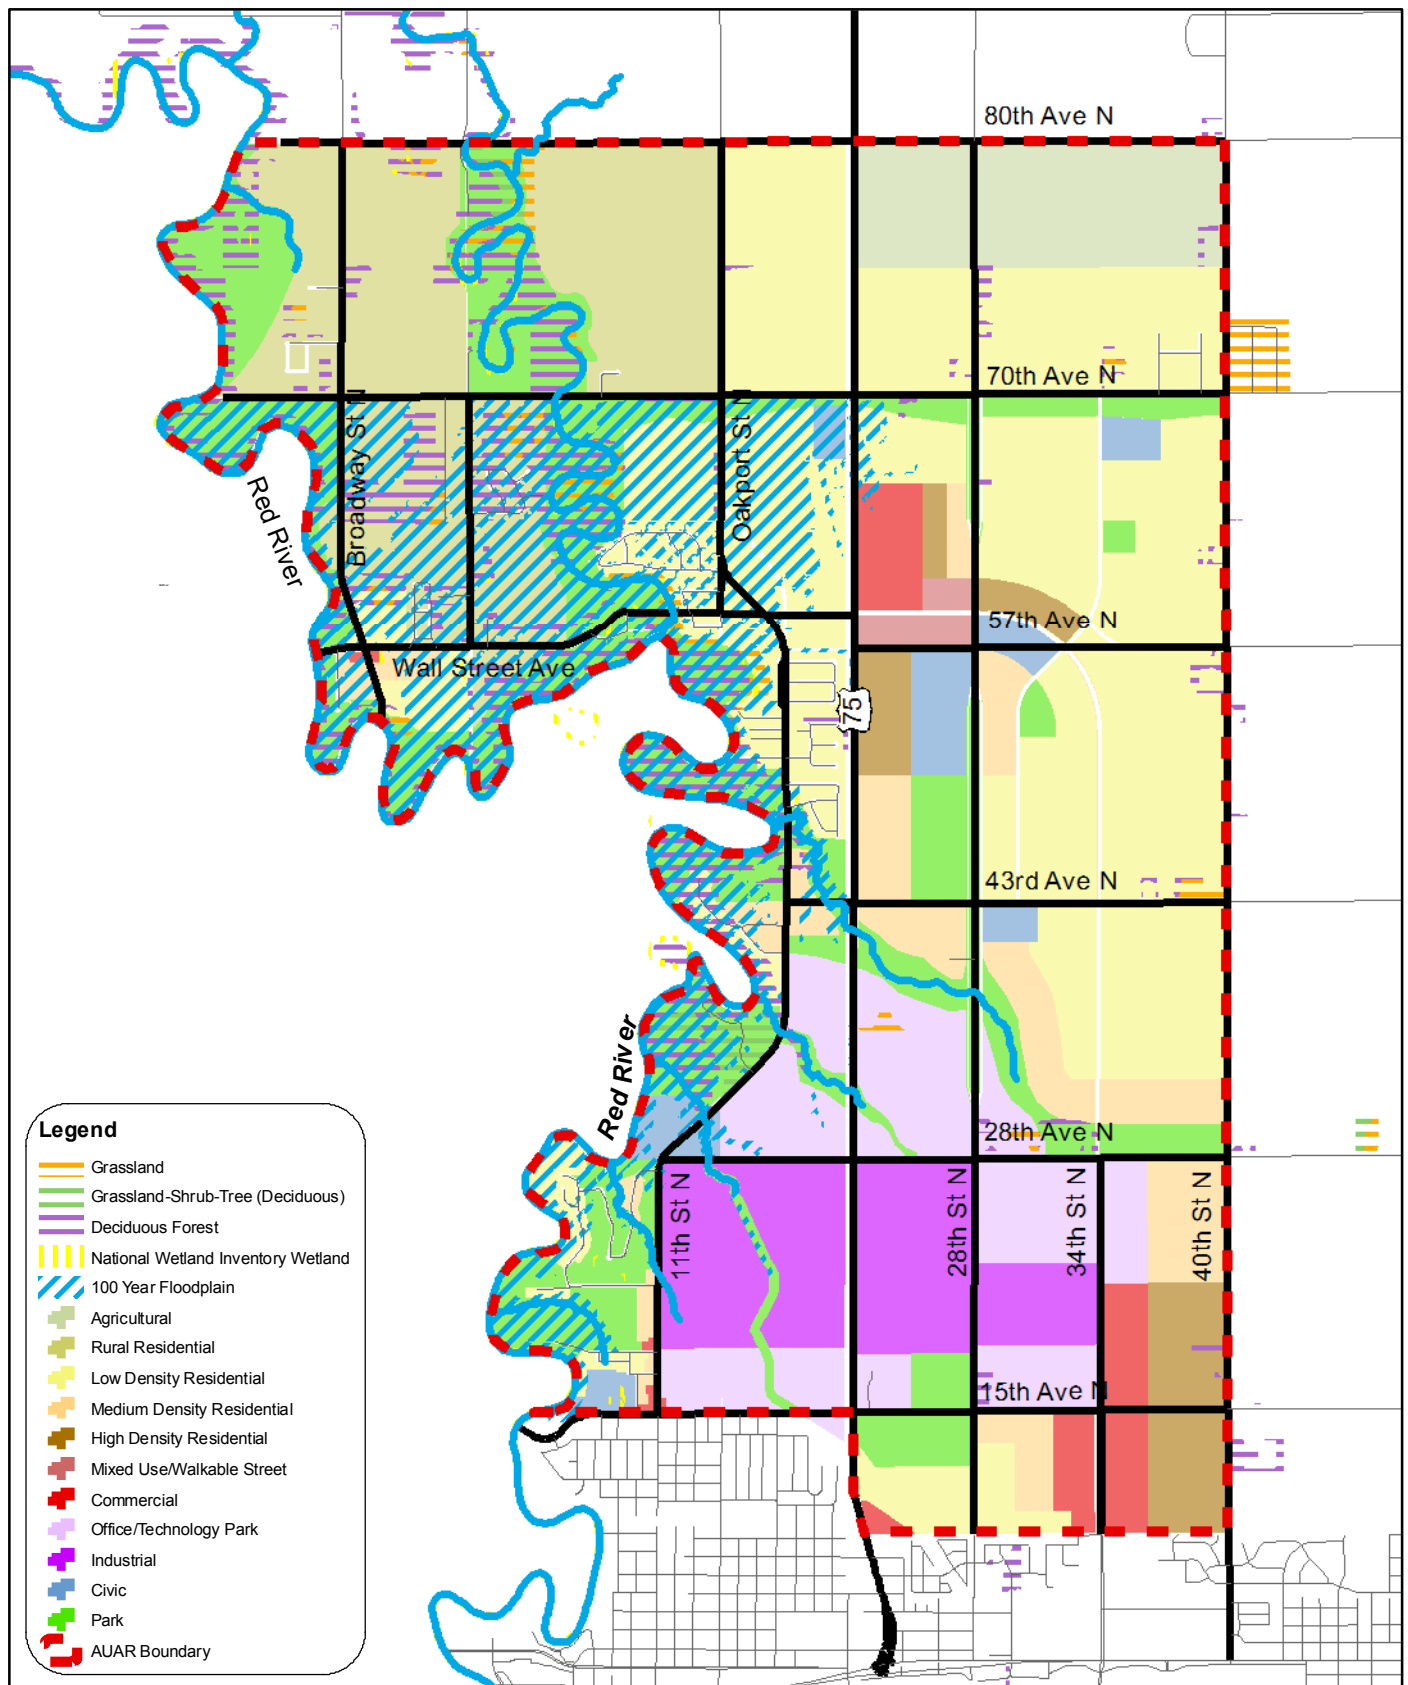 80th Ave N
70th Ave N
Broadway St N
Oakport St N
Red River
57th Ave N
Wall Street Ave
75
43rd Ave N
Red River
28th Ave N
11th St N
28th St N
34th St N
40th St N
15th Ave N
Legend
Grassland
Grassland-Shrub-Tree (Deciduous)
Deciduous Forest
National Wetland Inventory Wetland
100 Year Floodplain
Agricultural
Rural Residential
Low Density Residential
Medium Density Residential
High Density Residential
Mixed Use/Walkable Street
Commercial
Office/Technology Park
Industrial
Civic
Park
AUAR Boundary